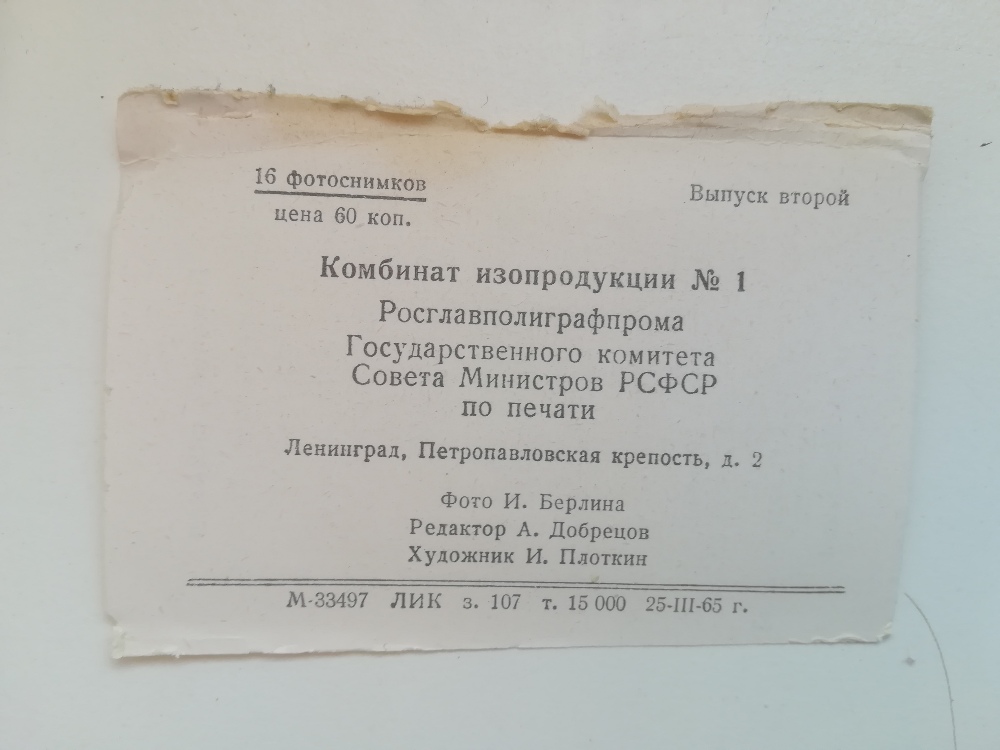 16 фотоснимков
Выпуск второй
цена 60 коп.
Комбинат изопродукции № 1
Росглавполиграфпрома
Государственного комитета
Совета Министров РСФСР
по печати
Ленинград, Петропавловская крепость, д. 2
Фото И. Берлина
Редактор А. Добрецов
Художник И. Плоткин
М-33497 ЛИК з. 107 т. 15 000 25-III-65 г.